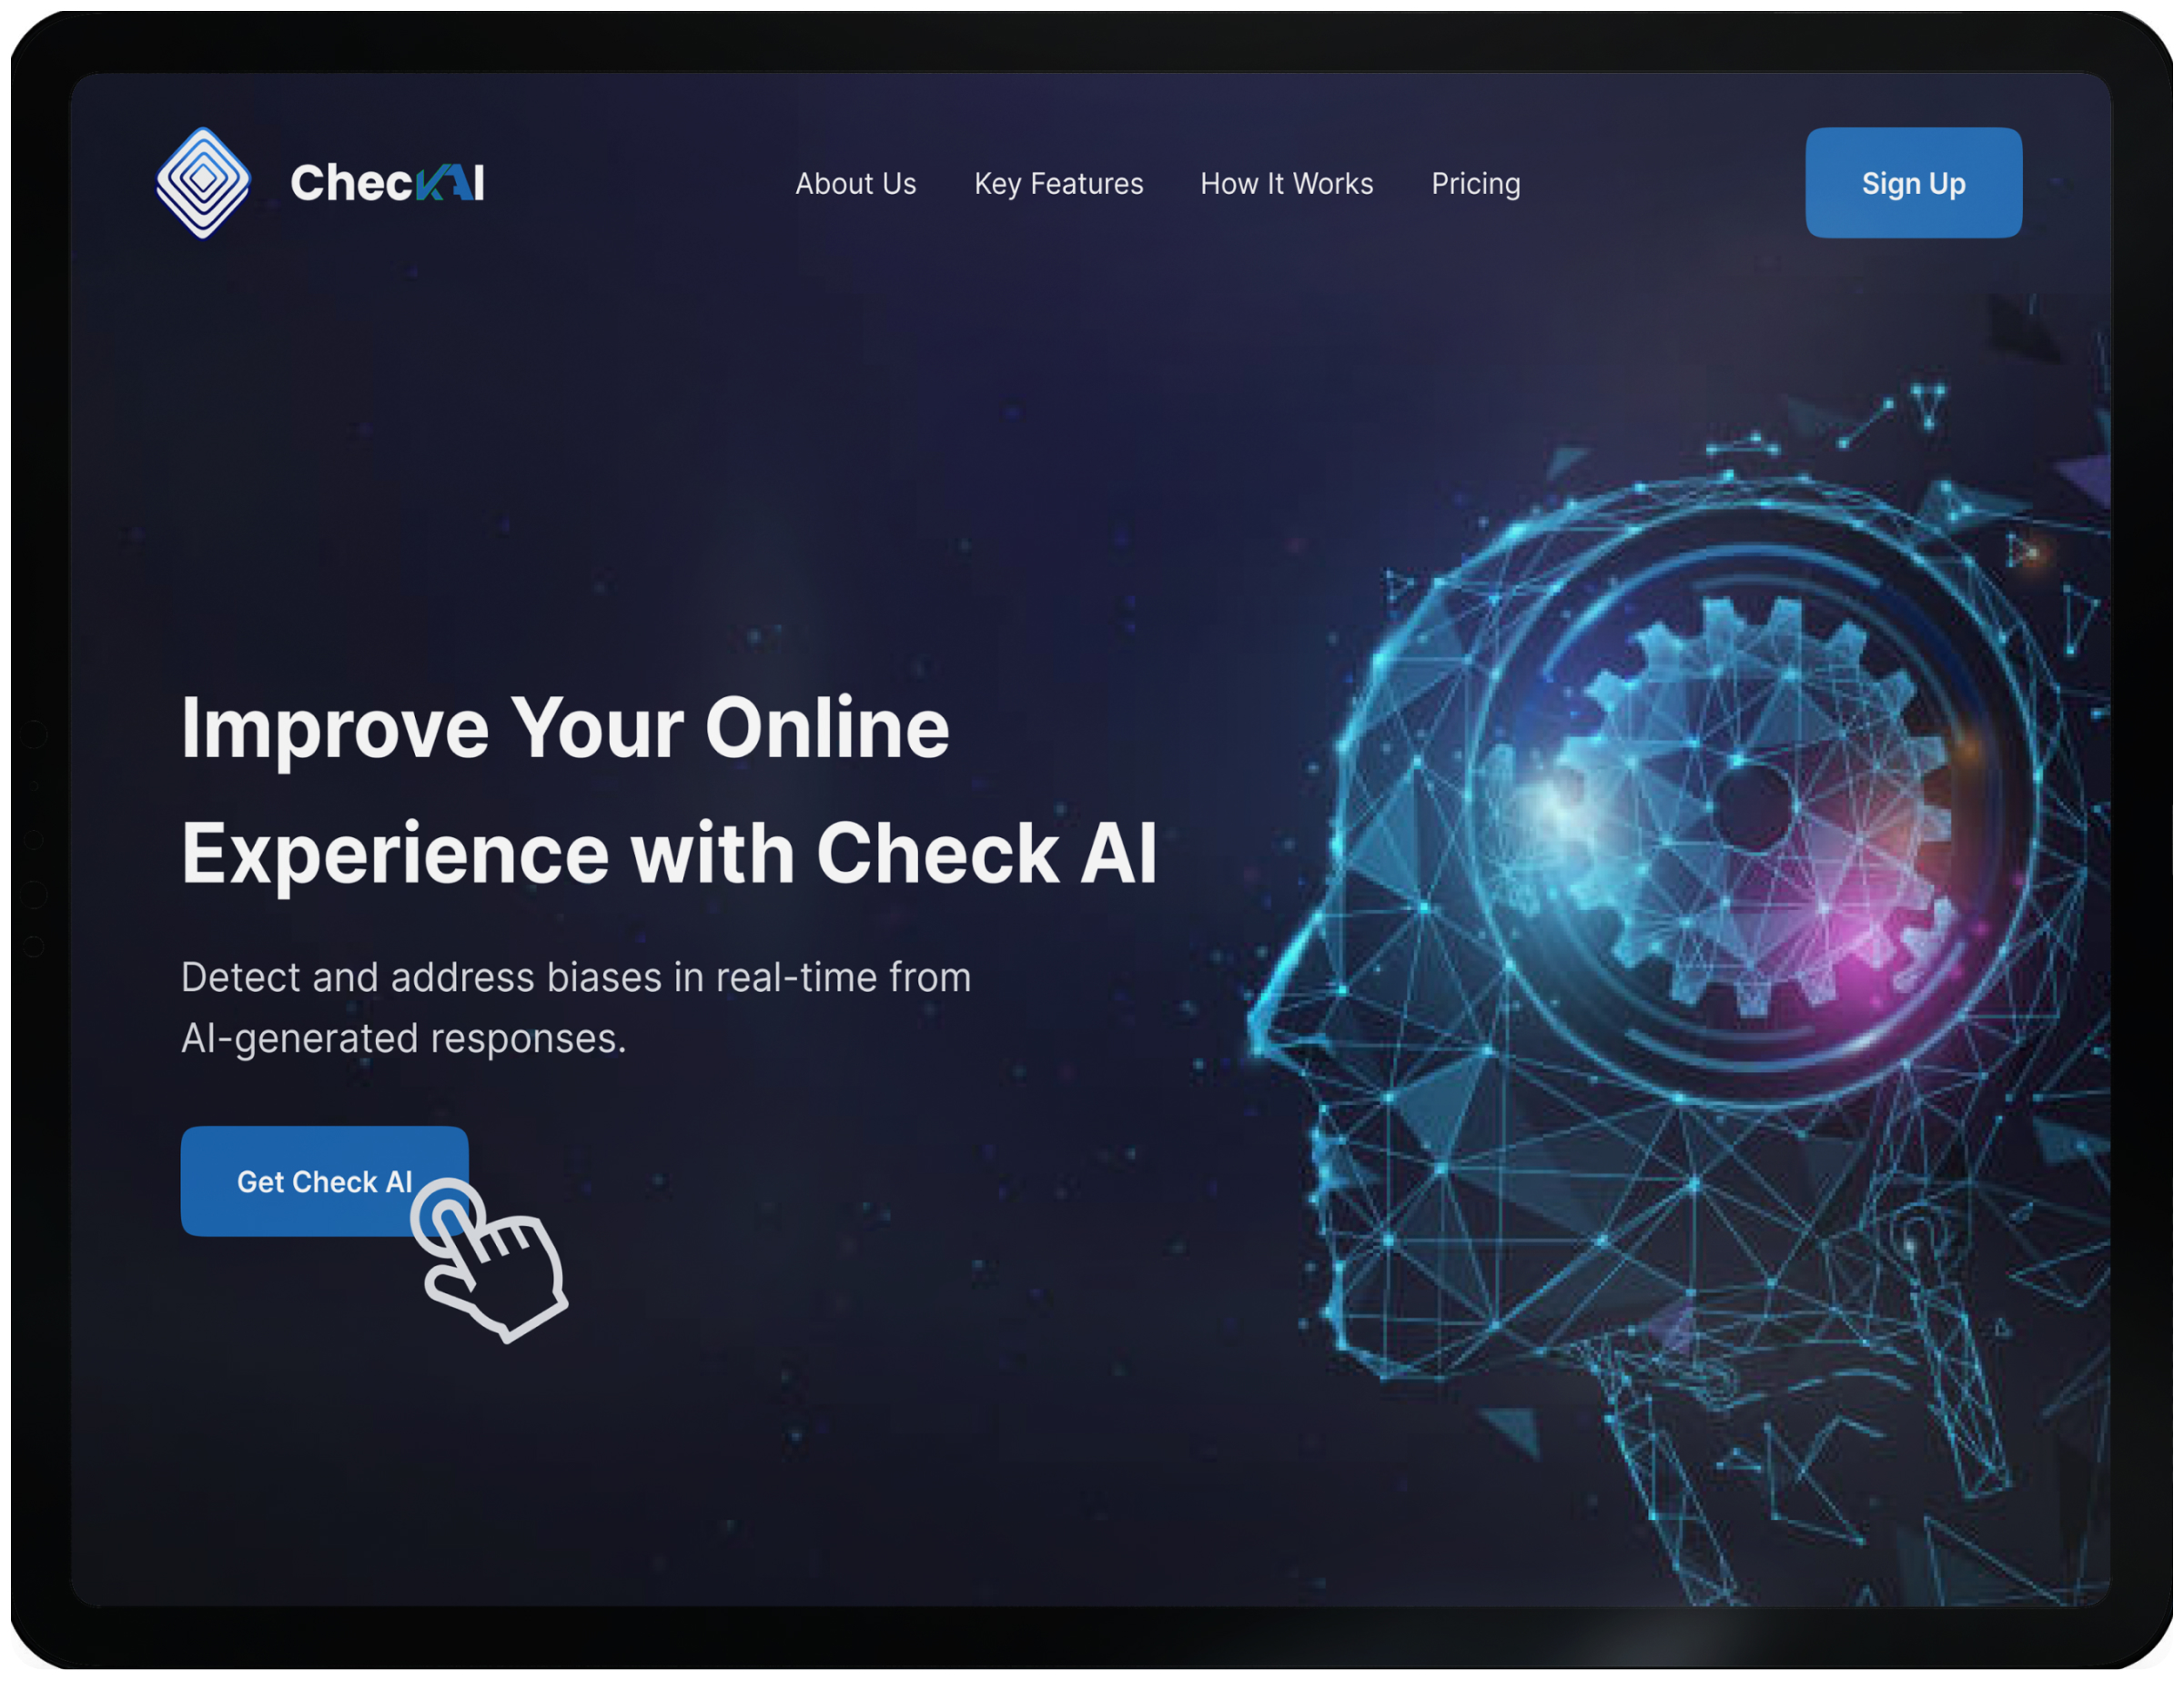 CheckAI
About Us
Key Features
How It Works
Pricing
Sign Up
Improve Your Online
Experience with Check AI
Detect and address biases in real-time from
AI-generated responses.
Get Check AI